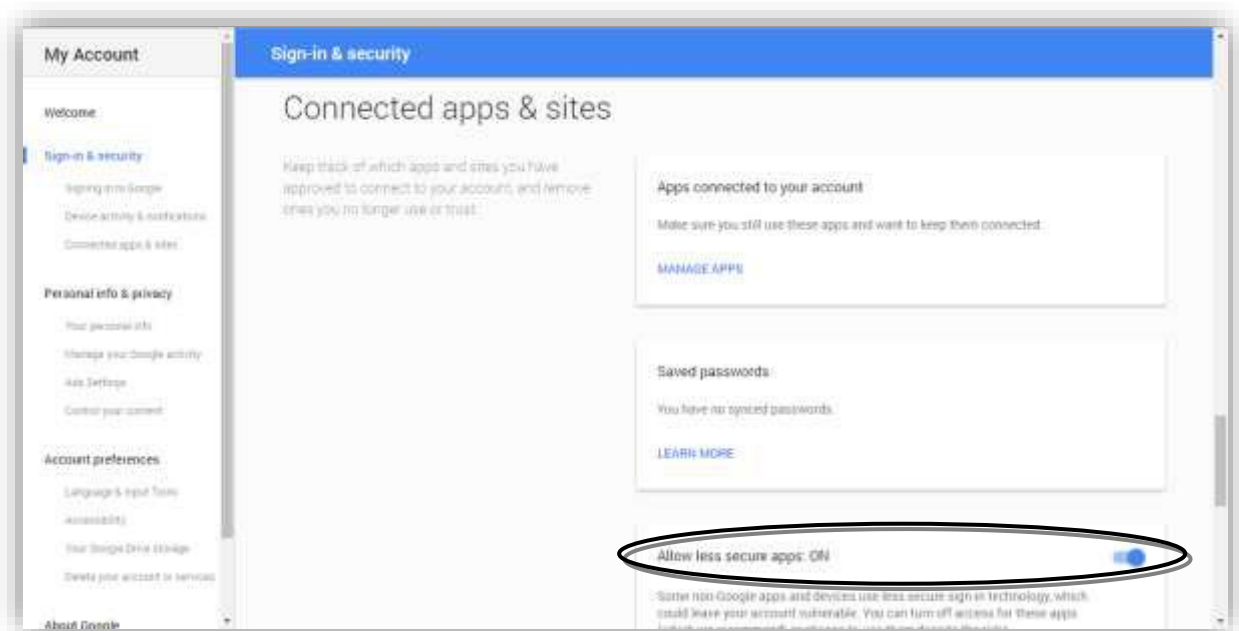 My Account
Welcome
Sign-in & security
Signing in to Google
Device activity & notifications
Connected apps & sites
Personal info & privacy
Your personal info
Manage your Google activity
Ads Settings
Control your content
Account preferences
Language & Input Tools
Accessibility
Your Google Drive Storage
Delete your account or services
About Google
Sign-in & security
Connected apps & sites
Keep track of which apps and sites you have
approved to connect to your account, and remove
ones you no longer use or trust.
Apps connected to your account
Make sure you still use these apps and want to keep them connected.
MANAGE APPS
Saved passwords
You have no synced passwords.
LEARN MORE
Allow less secure apps: ON
Some non-Google apps and devices use less secure sign in technology, which
could leave your account vulnerable. You can turn off access for these apps